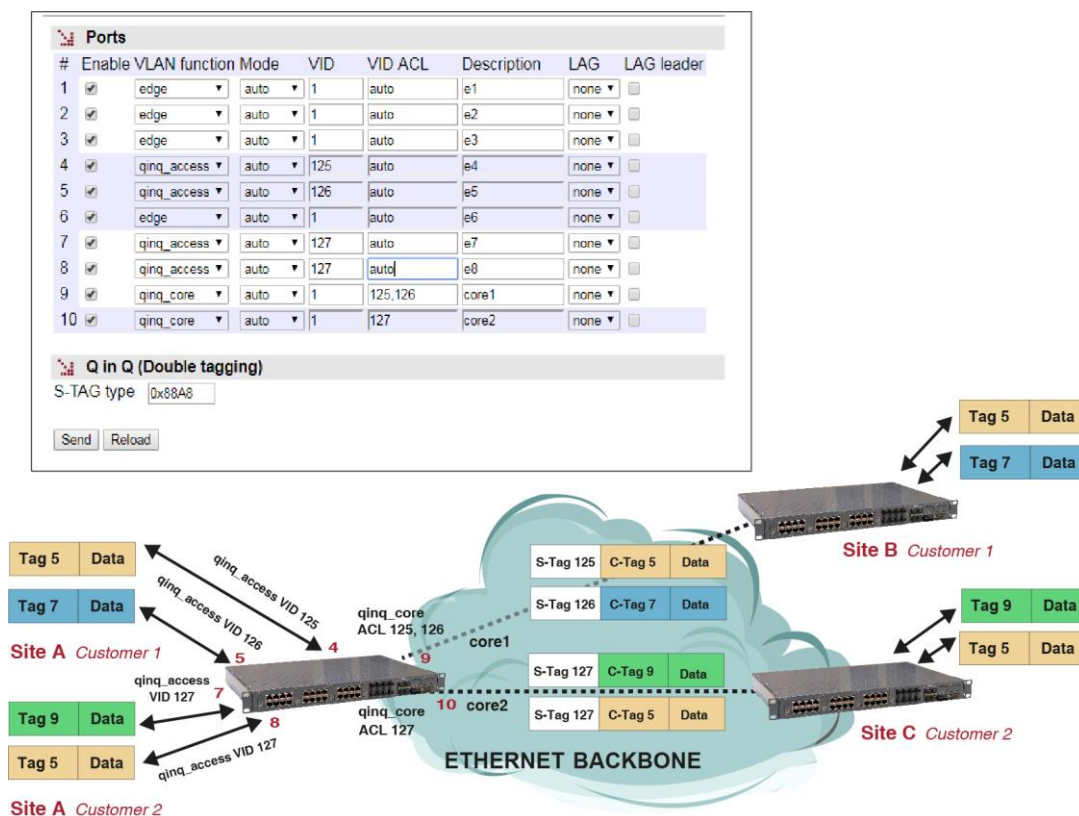 Ports
# Enable VLAN function Mode VID VID ACL Description LAG LAG leader
1 edge auto 1 auto e1 none
2 edge auto 1 auto e2 none
3 edge auto 1 auto e3 none
4 qinq_access auto 125 auto e4 none
5 qinq_access auto 126 auto e5 none
6 edge auto 1 auto e6 none
7 qinq_access auto 127 auto e7 none
8 qinq_access auto 127 auto e8 none
9 qinq_core auto 1 125,126 core1 none
10 qinq_core auto 1 127 core2 none
Q in Q (Double tagging)
S-TAG type 0x88A8
Send Reload
Tag 5 Data
Tag 7 Data
Site B Customer 1
Tag 5 Data
Tag 7 Data
Site A Customer 1
qinq_access VID 125
qinq_access VID 126
4
5
qinq_core
ACL 125, 126
9
core1
S-Tag 125 C-Tag 5 Data
S-Tag 126 C-Tag 7 Data
Tag 9 Data
Tag 5 Data
Site C Customer 2
qinq_access
VID 127
7
8
qinq_access VID 127
Tag 9 Data
Tag 5 Data
Site A Customer 2
10
core2
qinq_core
ACL 127
S-Tag 127 C-Tag 9 Data
S-Tag 127 C-Tag 5 Data
ETHERNET BACKBONE